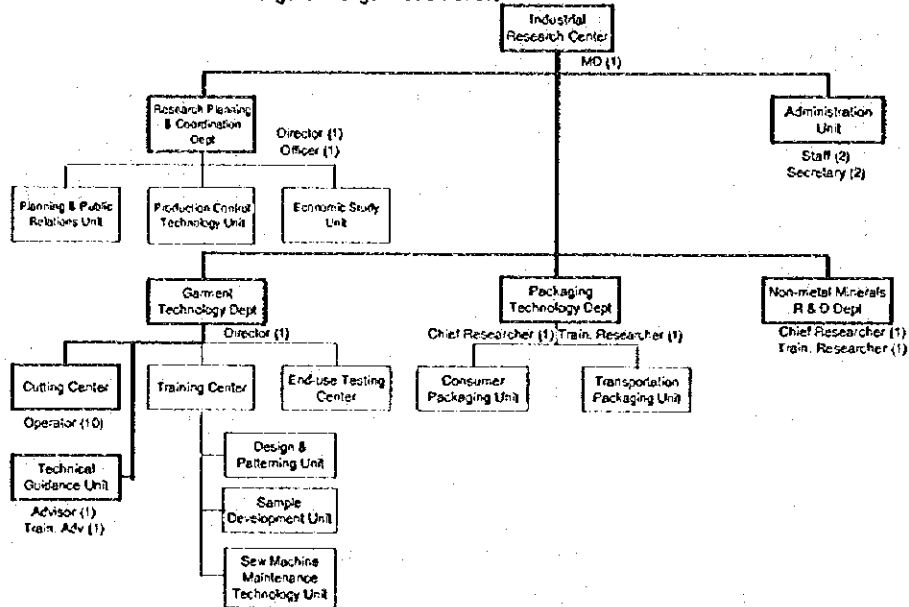 Industrial
Research Center
MD (1)
Research Planning
& Coordination
Dept
Director (1)
Officer (1)
Administration
Unit
Staff (2)
Secretary (2)
Planning & Public
Relations Unit
Production Control
Technology Unit
Economic Study
Unit
Garment
Technology Dept
Director (1)
Packaging
Technology Dept
Chief Researcher (1) Train. Researcher (1)
Non-metal Minerals
R & D Dept
Chief Researcher (1)
Train. Researcher (1)
Cutting Center
Operator (10)
Training Center
End-use Testing
Center
Consumer
Packaging Unit
Transportation
Packaging Unit
Technical
Guidance Unit
Advisor (1)
Train. Adv (1)
Design &
Patterning Unit
Sample
Development Unit
Sew Machine
Maintenance
Technology Unit